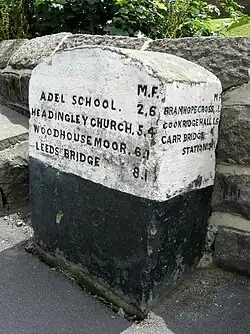 M.F.
ADEL SCHOOL. 2.6
HEADINGLEY CHURCH. 5.4
WOODHOUSE MOOR. 6.1
LEEDS BRIDGE 8.1
M.
BRAMHOPE CROSS.
COOKRIDGE HALL
CARR BRIDGE
STATION